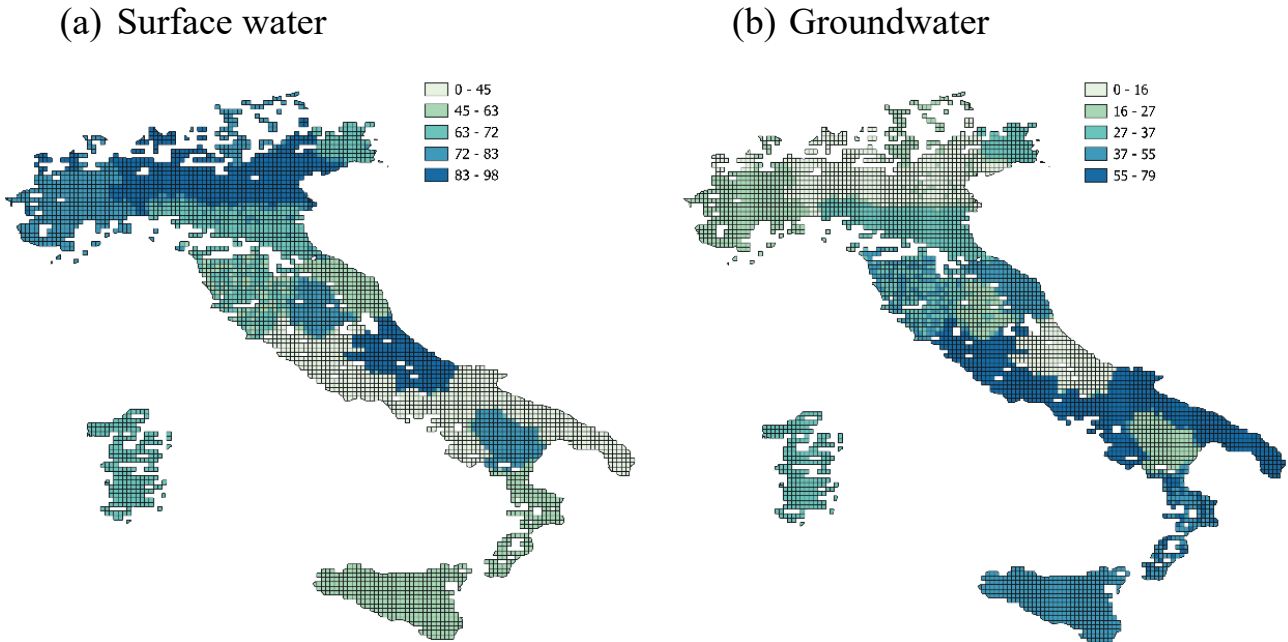 (a) Surface water
0 - 45
45 - 63
63 - 72
72 - 83
83 - 98
(b) Groundwater
0 - 16
16 - 27
27 - 37
37 - 55
55 - 79